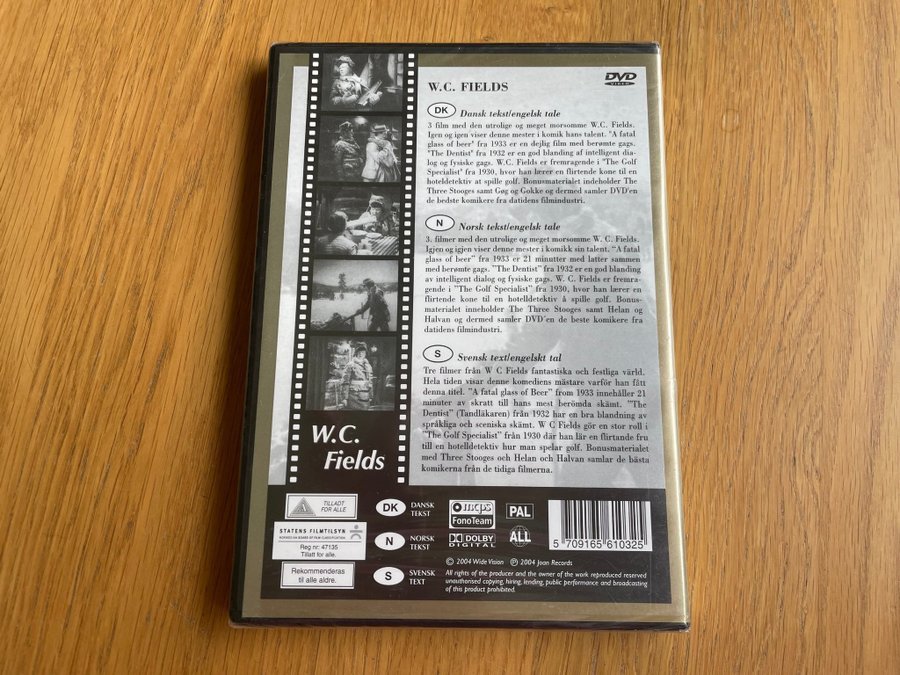 W.C. FIELDS
DVD
VIDEO
DK Dansk tekst/engelsk tale
3 film med den utrolige og meget morsomme W.C. Fields.
Igen og igen viser denne mester i komik hans talent. "A fatal
glass of beer" fra 1933 er en dejlig film med berømte gags.
"The Dentist" fra 1932 er en god blanding af intelligent dia-
log og fysiske gags. W.C. Fields er fremragende i "The Golf
Specialist" fra 1930, hvor han lærer en flirtende kone til en
hoteldetektiv at spille golf. Bonusmaterialet indeholder The
Three Stooges samt Gøg og Gokke og dermed samler DVD'en
de bedste komikere fra datidens filmindustri.
N Norsk tekst/engelsk tale
3. filmer med den utrolige og meget morsomme W. C. Fields.
Igjen og igjen viser denne mester i komikk sin talent. "A fatal
glass of beer" fra 1933 er 21 minutter med latter sammen
med berømte gags. "The Dentist" fra 1932 er en god blanding
av intelligent dialog og fysiske gags. W. C. Fields er fremra-
gende i "The Golf Specialist" fra 1930, hvor han lærer en
flirtende kone til en hotelldetektiv å spille golf. Bonus-
materialet inneholder The Three Stooges samt Helan og
Halvan og dermed samler DVD'en de beste komikere fra
datidens filmindustri.
S Svensk text/engelskt tal
Tre filmer från W C Fields fantastiska och festliga värld.
Hela tiden visar denne komediens mästare varför han fått
denna titel. "A fatal glass of Beer" from 1933 innehåller 21
minuter av skratt till hans mest berömda skämt. "The
Dentist" (Tandläkaren) från 1932 har en bra blandning av
språkliga och sceniska skämt. W C Fields gör en stor roll i
"The Golf Specialist" från 1930 där han lär en flirtande fru
till en hotelldetektiv hur man spelar golf. Bonusmaterialet
med Three Stooges och Helan och Halvan samlar de bästa
komikerna från de tidiga filmerna.
W.C.
Fields
TILLADT
FOR ALLE
STATENS FILMTILSYN
NORWEGIAN BOARD OF FILM CLASSIFICATION
Reg nr: 47135
Tillatt for alle.
Rekommenderas
til alle aldre.
DK DANSK
TEKST
N NORSK
TEKST
S SVENSK
TEXT
mcps
FonoTeam
PAL
DOLBY
DIGITAL
ALL
5 709165 610325
© 2004 Wide Vision ℗ 2004 Joan Records
All rights of the producer and the owner of the work reproduced reserved
unauthorised copying, hiring, lending, public performance and broadcasting
of this product prohibited.